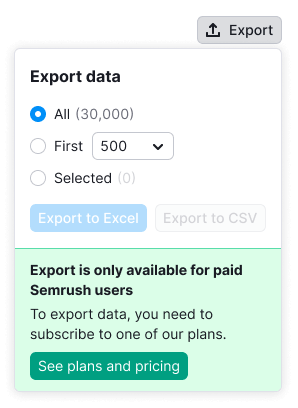 Export
Export data
All (30,000)
First 500
Selected (0)
Export to Excel Export to CSV
Export is only available for paid
Semrush users
To export data, you need to
subscribe to one of our plans.
See plans and pricing